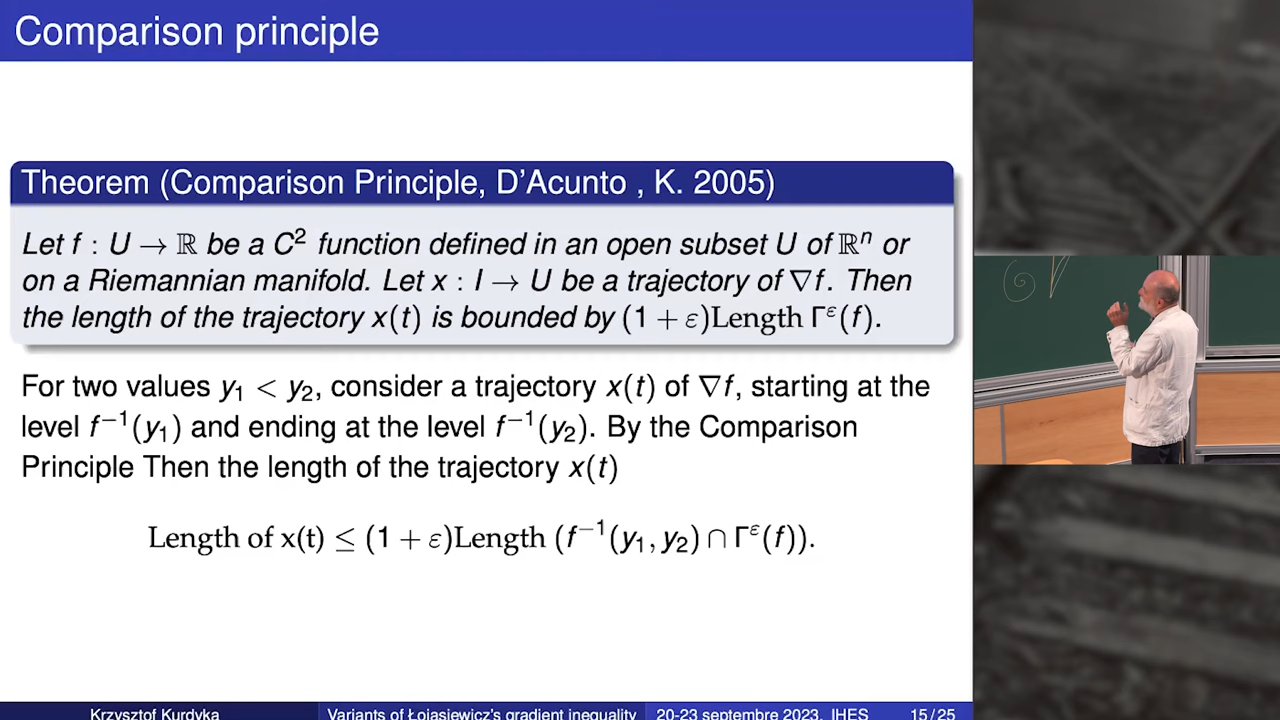 Comparison principle
Theorem (Comparison Principle, D'Acunto , K. 2005)
Let f : U → ℝ be a C² function defined in an open subset U of ℝⁿ or
on a Riemannian manifold. Let x : I → U be a trajectory of ∇f. Then
the length of the trajectory x(t) is bounded by (1 + ε)Length Γ^ε(f).
For two values y₁ < y₂, consider a trajectory x(t) of ∇f, starting at the
level f⁻¹(y₁) and ending at the level f⁻¹(y₂). By the Comparison
Principle Then the length of the trajectory x(t)
Length of x(t) ≤ (1 + ε)Length (f⁻¹(y₁, y₂) ∩ Γ^ε(f)).
Krzysztof Kurdyka Variants of Łojasiewicz's gradient inequality 20-23 septembre 2023, IHES 15 / 25